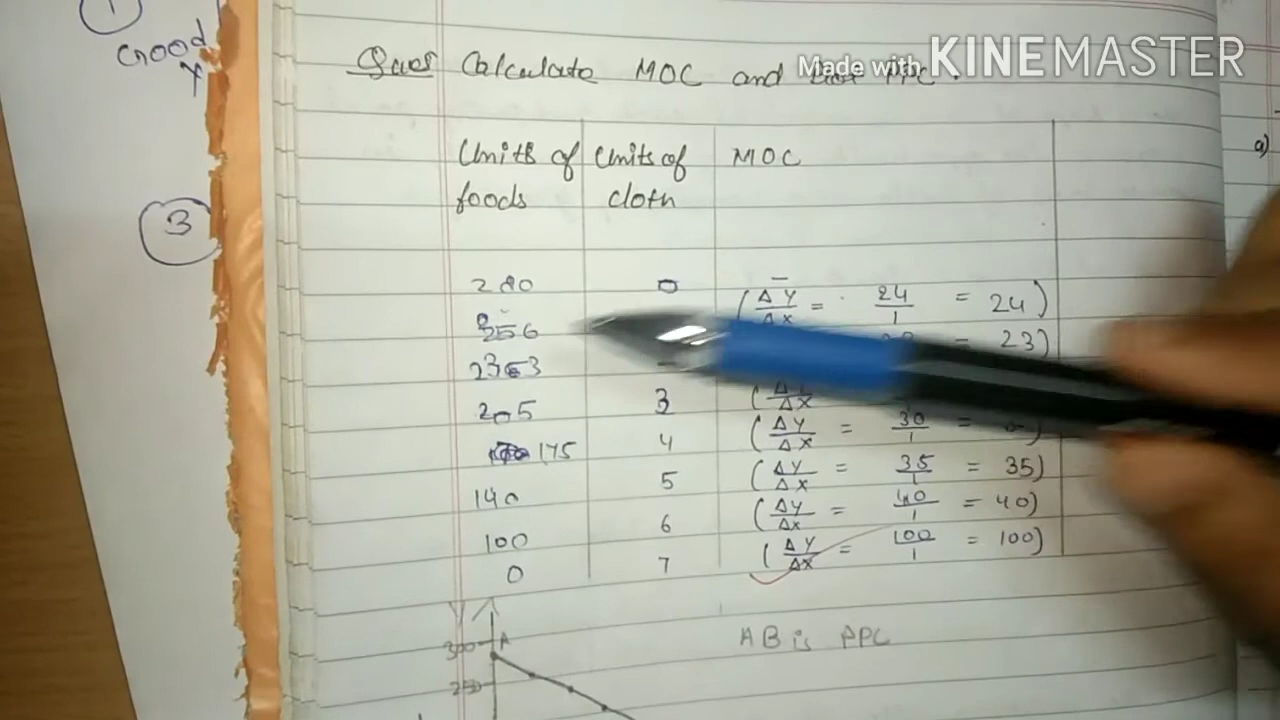 1
Good
Y
Made with KINEMASTER
Ques Calculate MOC and PPC.
Units of foods Units of cloth MOC
a)
3
280 0 —
256 (ΔY/ΔX = 24/1 = 24)
= 23)
205 3 (ΔY/ΔX
175 4 (ΔY/ΔX = 30/1 =
140 5 (ΔY/ΔX = 35/1 = 35)
100 6 (ΔY/ΔX = 40/1 = 40)
0 7 (ΔY/ΔX = 100/1 = 100)
Y
300 A
AB is PPC
250